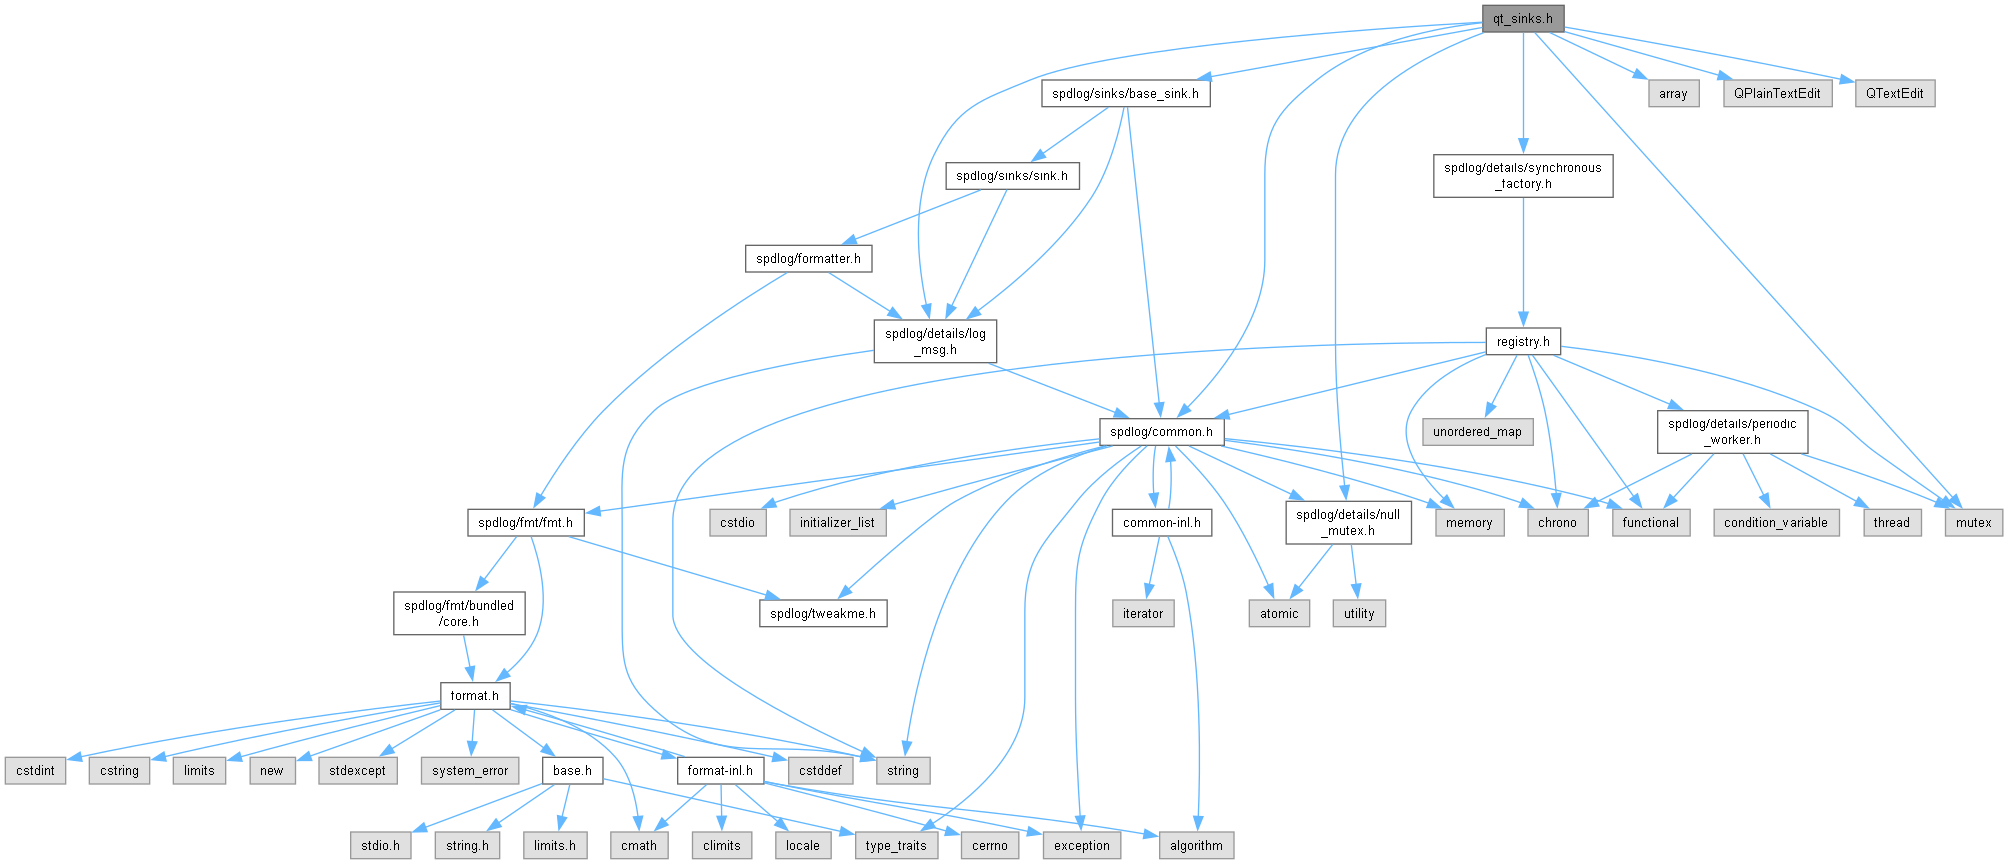 qt_sinks.h
spdlog/sinks/base_sink.h
array
QPlainTextEdit
QTextEdit
spdlog/sinks/sink.h
spdlog/details/synchronous
_factory.h
spdlog/formatter.h
spdlog/details/log
_msg.h
registry.h
spdlog/common.h
unordered_map
spdlog/details/periodic
_worker.h
spdlog/fmt/fmt.h
cstdio
initializer_list
common-inl.h
spdlog/details/null
_mutex.h
memory
chrono
functional
condition_variable
thread
mutex
spdlog/fmt/bundled
/core.h
spdlog/tweakme.h
iterator
atomic
utility
format.h
cstdint
cstring
limits
new
stdexcept
system_error
base.h
format-inl.h
cstddef
string
stdio.h
string.h
limits.h
cmath
climits
locale
type_traits
cerrno
exception
algorithm